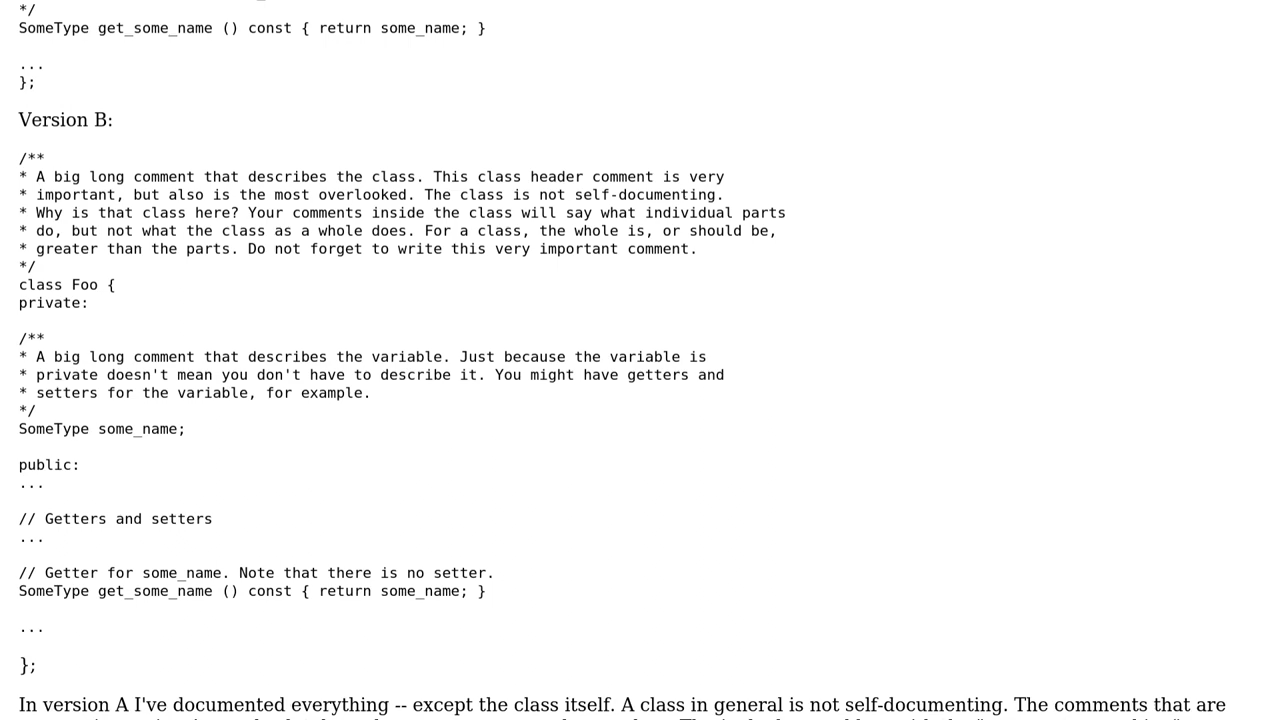 */
SomeType get_some_name () const { return some_name; }
...
};
Version B:
/**
* A big long comment that describes the class. This class header comment is very
* important, but also is the most overlooked. The class is not self-documenting.
* Why is that class here? Your comments inside the class will say what individual parts
* do, but not what the class as a whole does. For a class, the whole is, or should be,
* greater than the parts. Do not forget to write this very important comment.
*/
class Foo {
private:
/**
* A big long comment that describes the variable. Just because the variable is
* private doesn't mean you don't have to describe it. You might have getters and
* setters for the variable, for example.
*/
SomeType some_name;
public:
...
// Getters and setters
...
// Getter for some_name. Note that there is no setter.
SomeType get_some_name () const { return some_name; }
...
};
In version A I've documented everything -- except the class itself. A class in general is not self-documenting. The comments that are